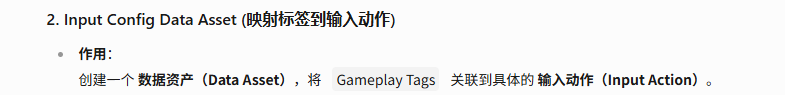 2. Input Config Data Asset (映射标签到输入动作)
作用：
创建一个 数据资产（Data Asset），将 Gameplay Tags 关联到具体的 输入动作（Input Action）。